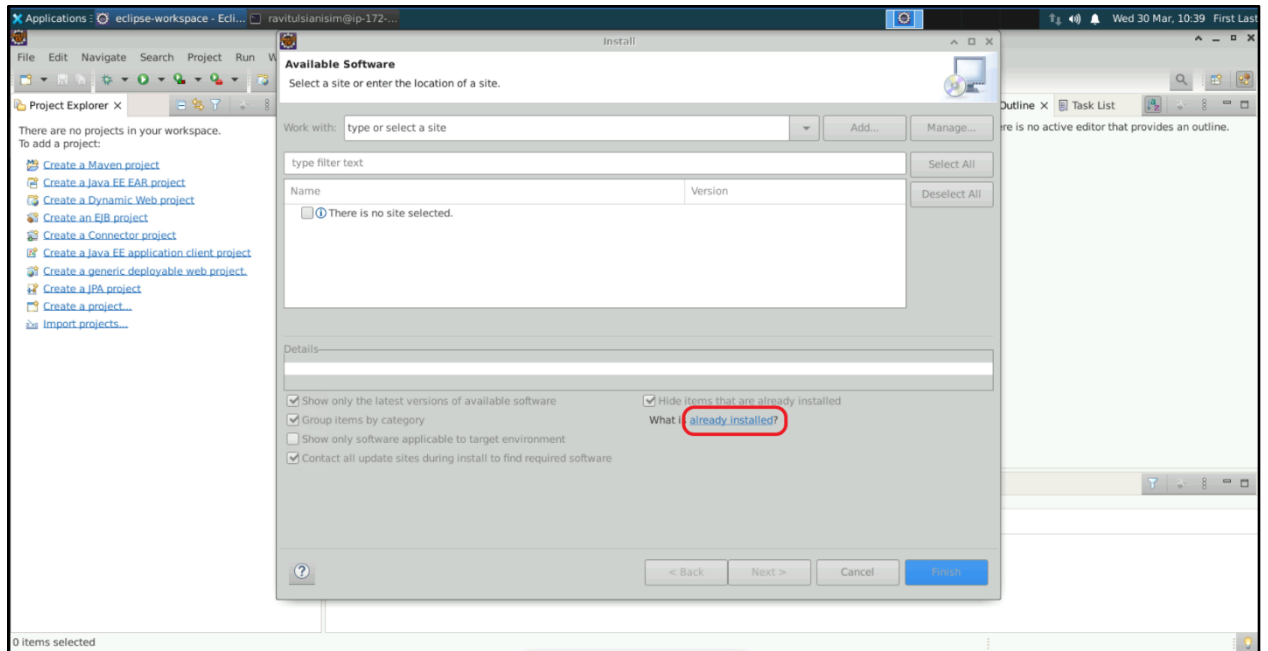 Applications : eclipse-workspace - Ecli... ravitulsianisim@ip-172-... Wed 30 Mar, 10:39 First Last
Install
File Edit Navigate Search Project Run
Available Software
Select a site or enter the location of a site.
Project Explorer
Outline Task List
There are no projects in your workspace.
To add a project:
Create a Maven project
Create a Java EE EAR project
Create a Dynamic Web project
Create an EJB project
Create a Connector project
Create a Java EE application client project
Create a generic deployable web project.
Create a JPA project
Create a project...
Import projects...
Work with: type or select a site Add... Manage...
type filter text Select All
Name Version Deselect All
There is no site selected.
re is no active editor that provides an outline.
Details
Show only the latest versions of available software Hide items that are already installed
Group items by category What is already installed?
Show only software applicable to target environment
Contact all update sites during install to find required software
? < Back Next > Cancel Finish
0 items selected